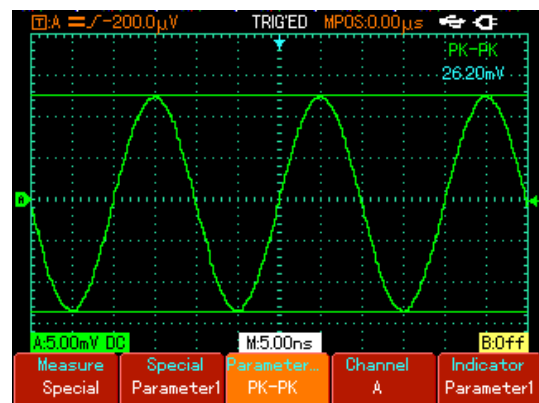 T:A -200.0µV TRIG'ED MPOS:0.00µs
PK-PK
26.20mV
A
A:5.00mV DC M:5.00ns B:Off
Measure Special Parameter... Channel Indicator
Special Parameter1 PK-PK A Parameter1